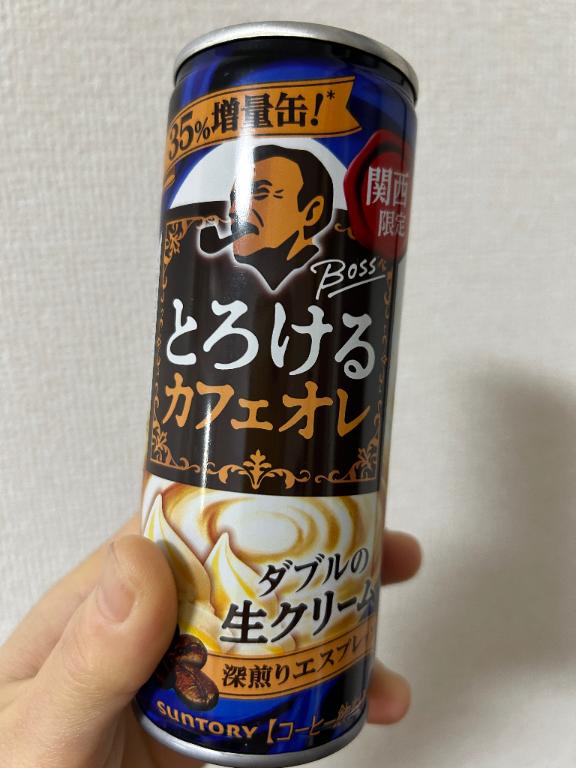 35%増量缶!*
関西
限定
BOSS
とろける
カフェオレ
ダブルの
生クリーム
深煎りエスプレ
SUNTORY 【コーヒー飲